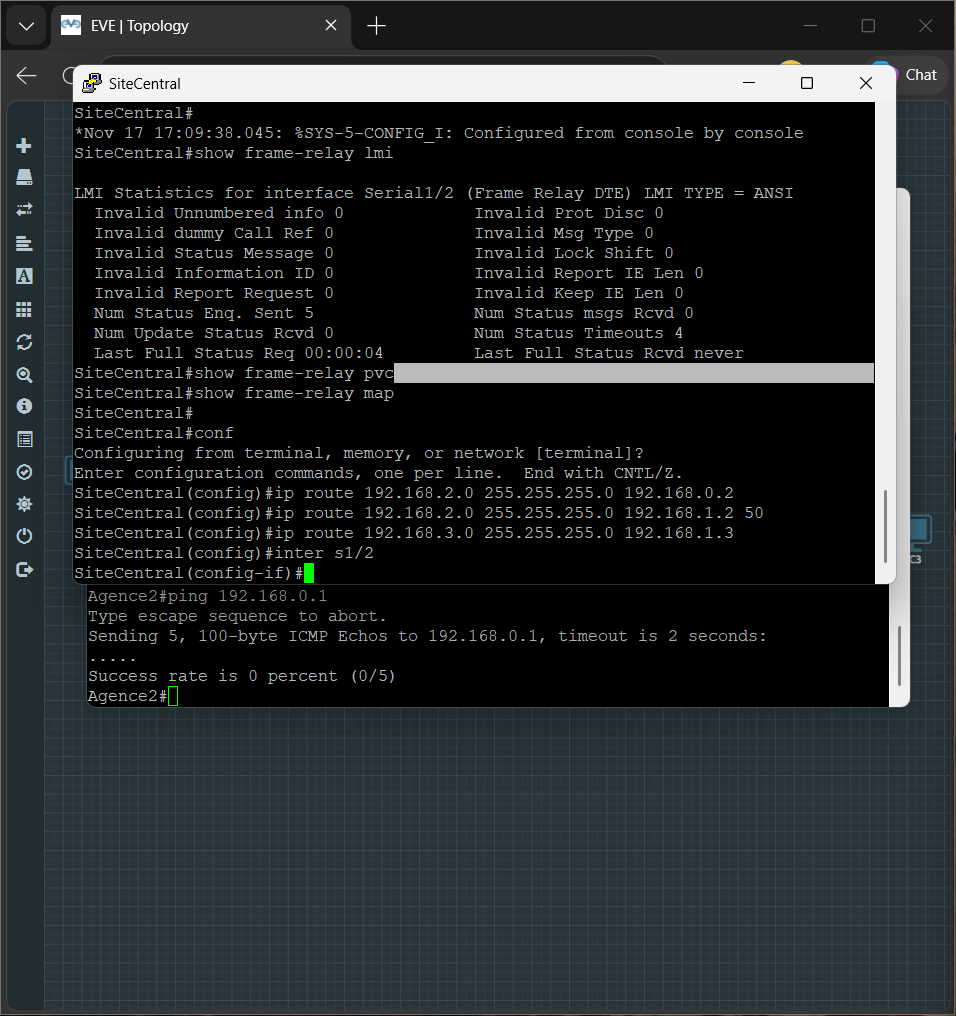 EVE | Topology
Chat
SiteCentral
SiteCentral#
*Nov 17 17:09:38.045: %SYS-5-CONFIG_I: Configured from console by console
SiteCentral#show frame-relay lmi
LMI Statistics for interface Serial1/2 (Frame Relay DTE) LMI TYPE = ANSI
Invalid Unnumbered info 0 Invalid Prot Disc 0
Invalid dummy Call Ref 0 Invalid Msg Type 0
Invalid Status Message 0 Invalid Lock Shift 0
Invalid Information ID 0 Invalid Report IE Len 0
Invalid Report Request 0 Invalid Keep IE Len 0
Num Status Enq. Sent 5 Num Status msgs Rcvd 0
Num Update Status Rcvd 0 Num Status Timeouts 4
Last Full Status Req 00:00:04 Last Full Status Rcvd never
SiteCentral#show frame-relay pvc
SiteCentral#show frame-relay map
SiteCentral#
SiteCentral#conf
Configuring from terminal, memory, or network [terminal]?
Enter configuration commands, one per line.  End with CNTL/Z.
SiteCentral(config)#ip route 192.168.2.0 255.255.255.0 192.168.0.2
SiteCentral(config)#ip route 192.168.2.0 255.255.255.0 192.168.1.2 50
SiteCentral(config)#ip route 192.168.3.0 255.255.255.0 192.168.1.3
SiteCentral(config)#inter s1/2
SiteCentral(config-if)#
C3
Agence2#ping 192.168.0.1
Type escape sequence to abort.
Sending 5, 100-byte ICMP Echos to 192.168.0.1, timeout is 2 seconds:
.....
Success rate is 0 percent (0/5)
Agence2#